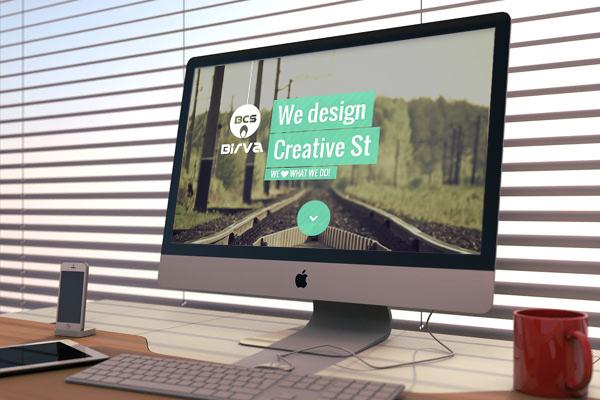 BCS
Birva
We design
Creative St
WE ❤ WHAT WE DO!